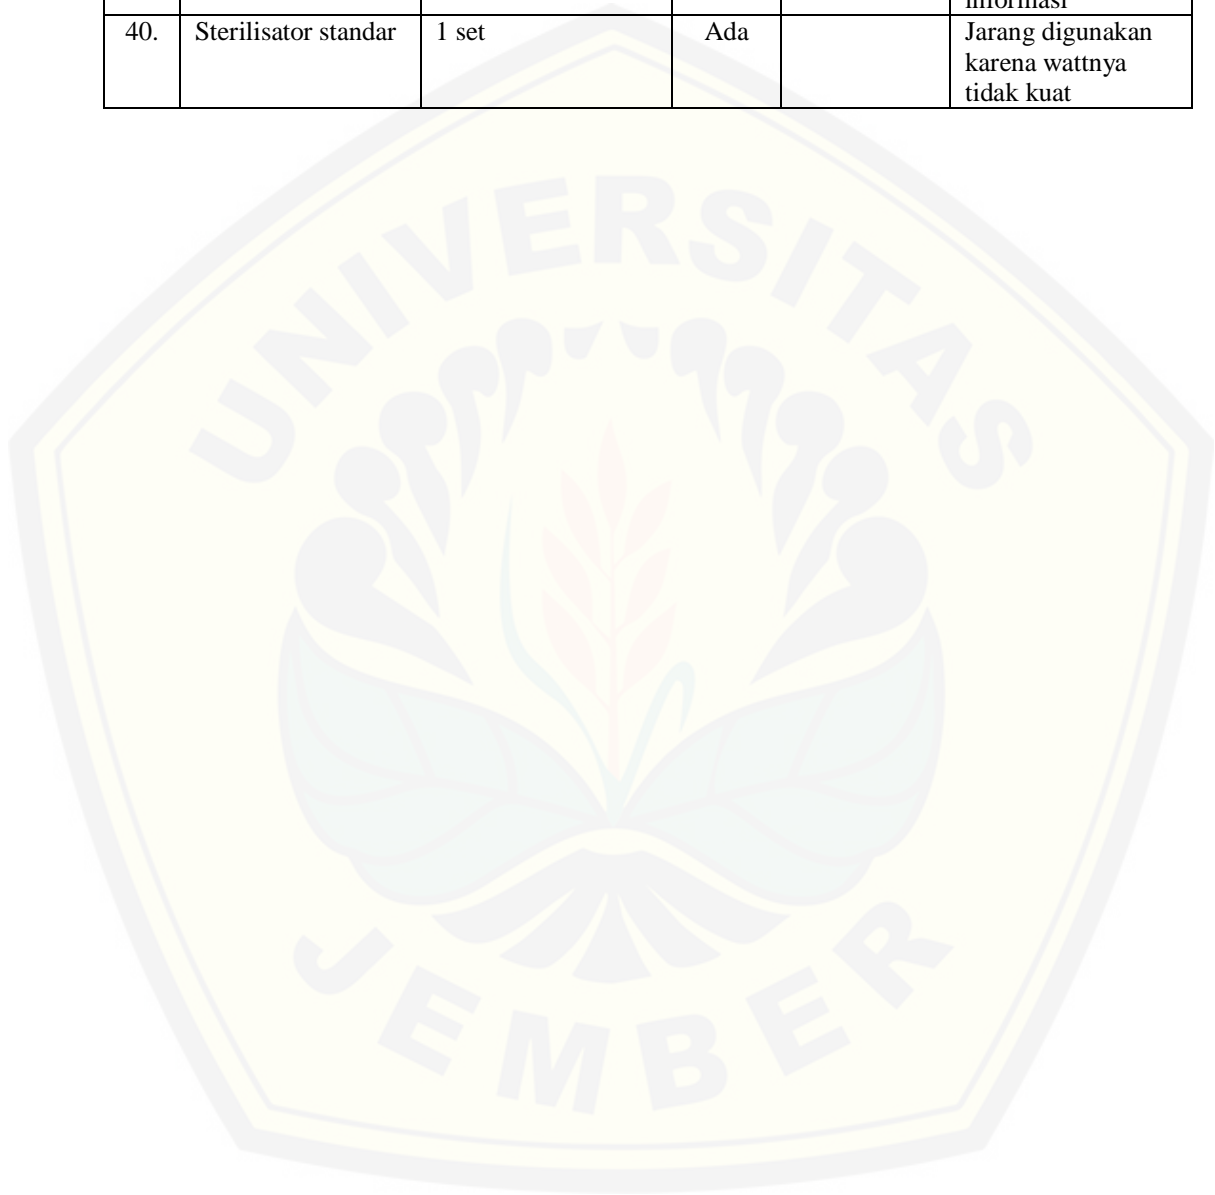 informasi
40. Sterilisator standar 1 set Ada Jarang digunakan
karena wattnya
tidak kuat
UNIVERSITAS
JEMBER